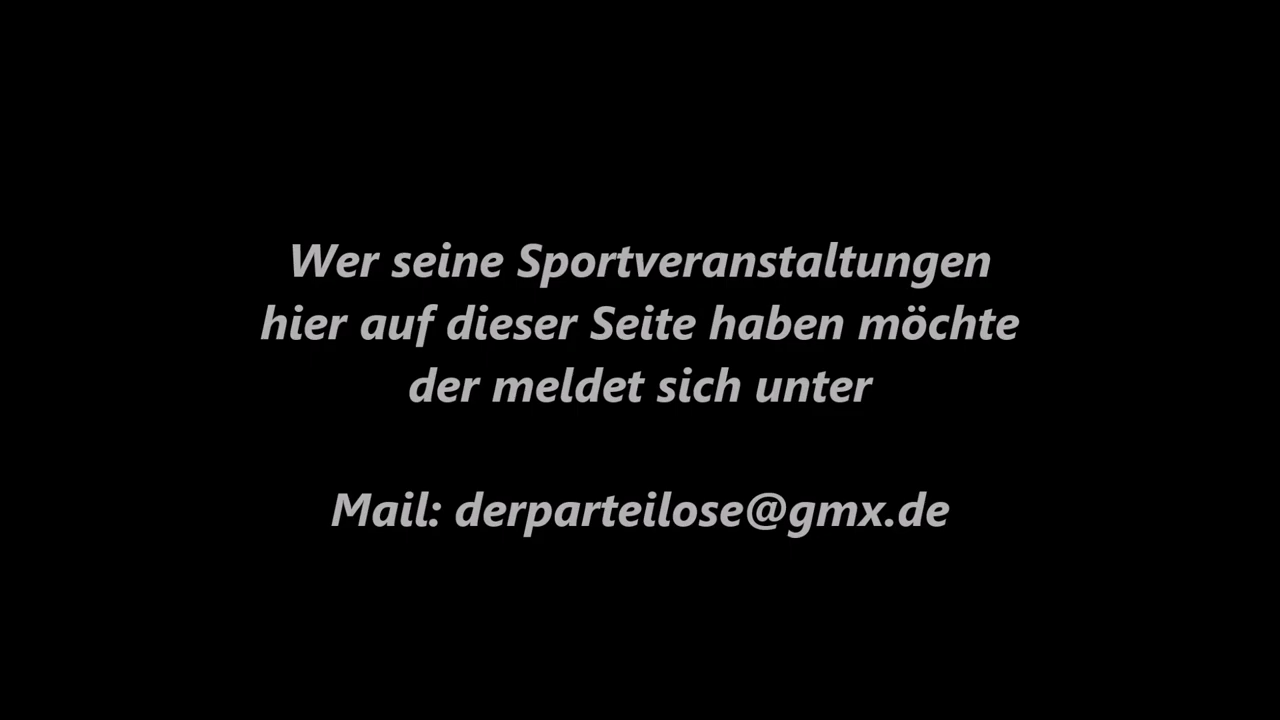 Wer seine Sportveranstaltungen
hier auf dieser Seite haben möchte
der meldet sich unter
Mail: derparteilose@gmx.de